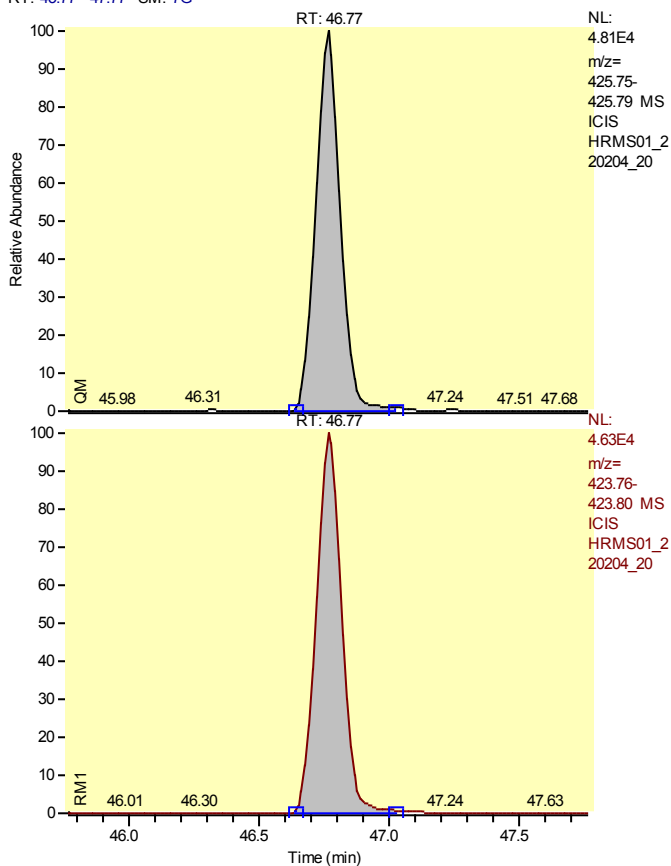 RT: 46.77
NL:
4.81E4
m/z=
425.75-
425.79 MS
ICIS
HRMS01_2
20204_20
100
90
80
70
60
50
40
30
20
10
0
Relative Abundance
QM
45.98 46.31 47.24 47.51 47.68
RT: 46.77
NL:
4.63E4
m/z=
423.76-
423.80 MS
ICIS
HRMS01_2
20204_20
100
90
80
70
60
50
40
30
20
10
0
RM1
46.01 46.30 47.24 47.63
46.0 46.5 47.0 47.5
Time (min)